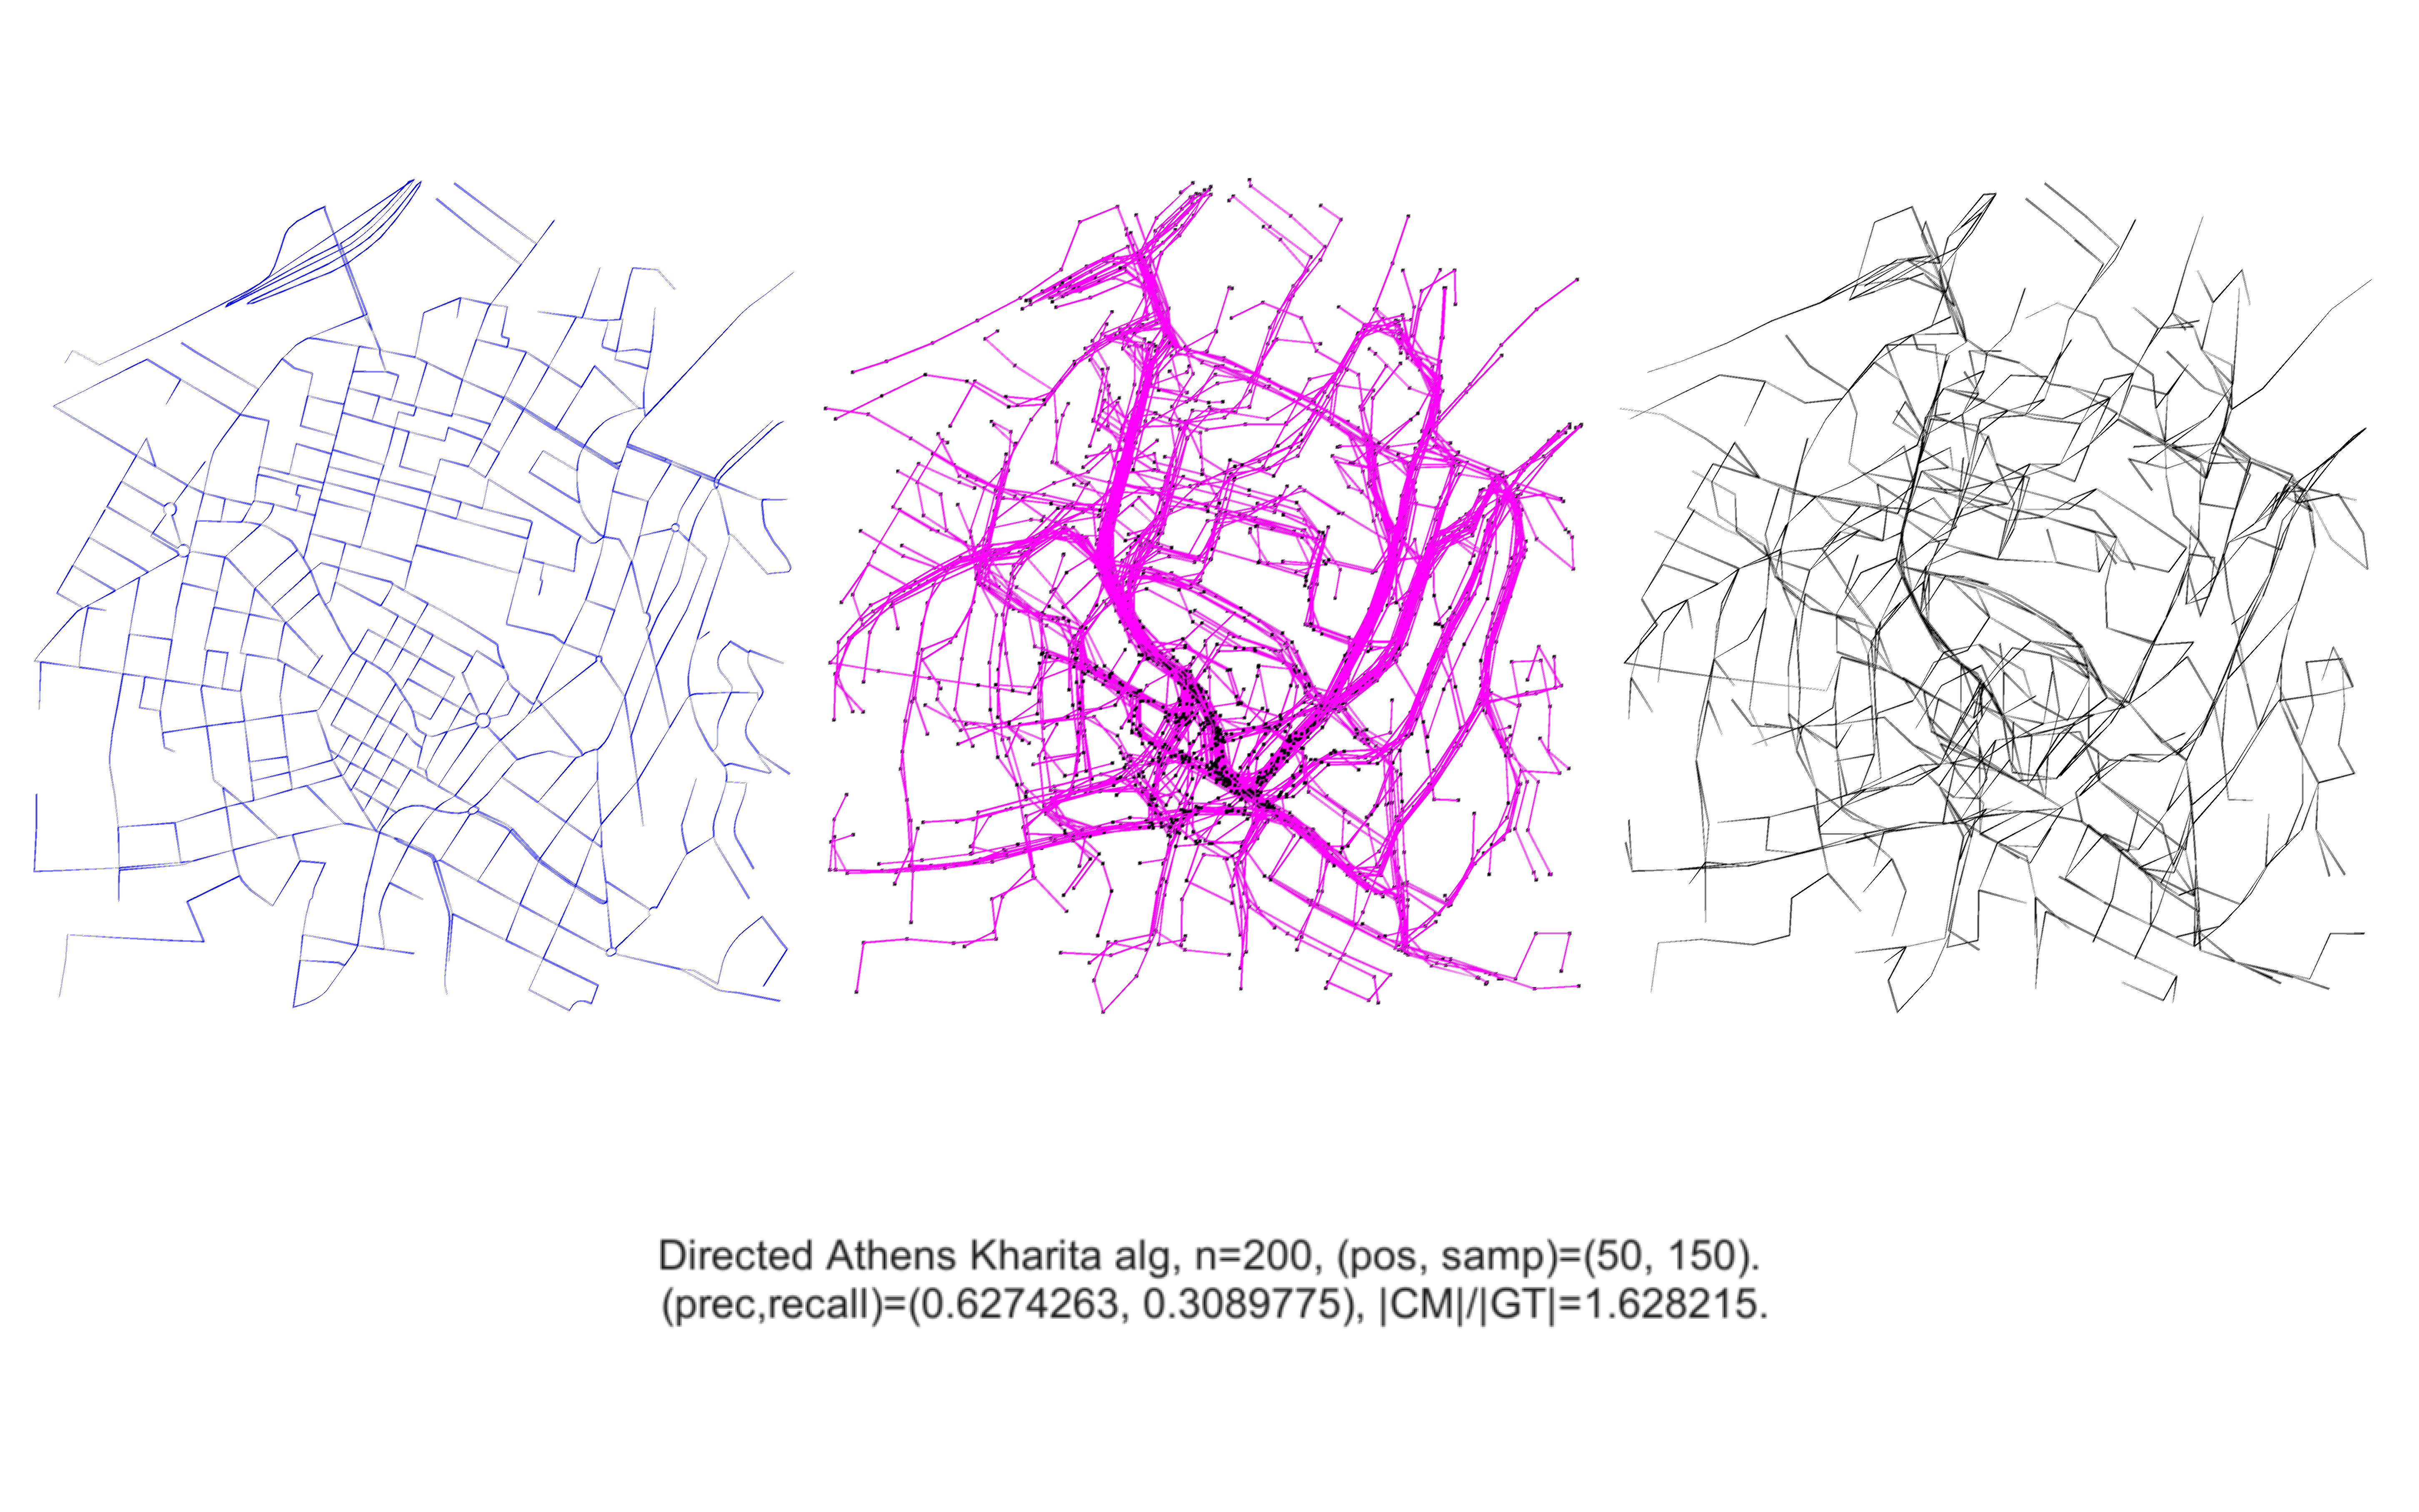 Directed Athens Kharita alg, n=200, (pos, samp)=(50, 150).
(prec,recall)=(0.6274263, 0.3089775), |CM|/|GT|=1.628215.